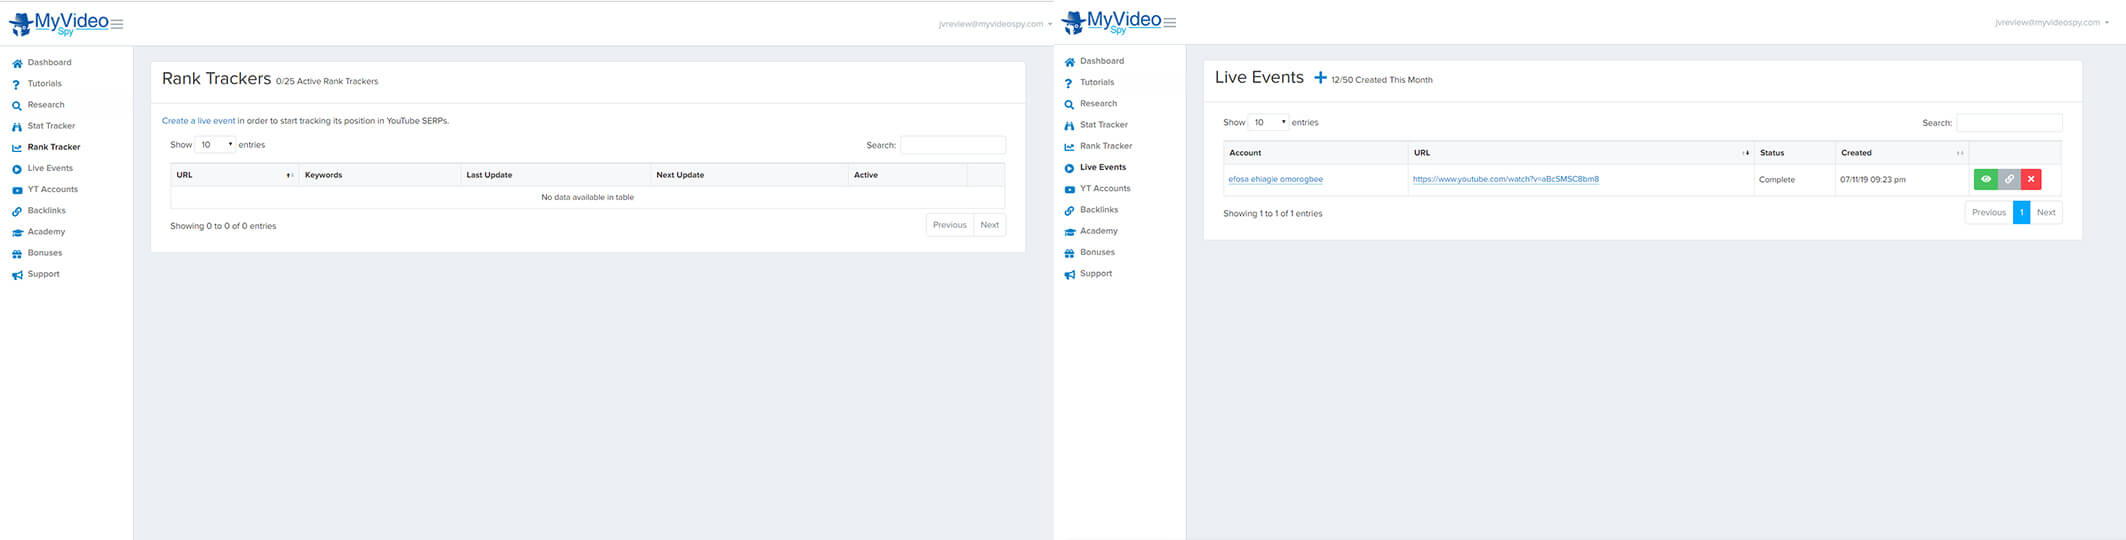 MyVideo
Spy
jvreview@myvideospy.com
Dashboard
Tutorials
Research
Stat Tracker
Rank Tracker
Live Events
YT Accounts
Backlinks
Academy
Bonuses
Support
Rank Trackers 0/25 Active Rank Trackers
Create a live event in order to start tracking its position in YouTube SERPs.
Show 10 entries
Search:
URL Keywords Last Update Next Update Active
No data available in table
Showing 0 to 0 of 0 entries
Previous Next
MyVideo
Spy
jvreview@myvideospy.com
Dashboard
Tutorials
Research
Stat Tracker
Rank Tracker
Live Events
YT Accounts
Backlinks
Academy
Bonuses
Support
Live Events 12/50 Created This Month
Show 10 entries
Search:
Account URL Status Created
efosa ehiagie omorogbee https://www.youtube.com/watch?v=aBcSMSC8bm8 Complete 07/11/19 09:23 pm
Showing 1 to 1 of 1 entries
Previous 1 Next